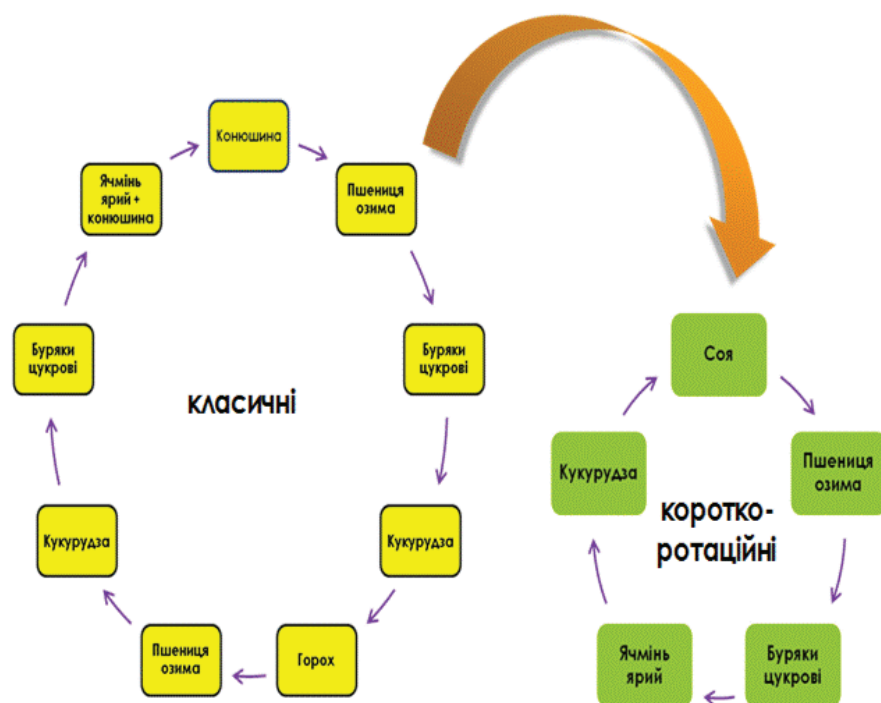 Конюшина
Пшениця
озима
Буряки
цукрові
Кукурудза
Горох
Пшениця
озима
Кукурудза
Буряки
цукрові
Ячмінь
ярий +
конюшина
класичні
Соя
Пшениця
озима
Буряки
цукрові
Ячмінь
ярий
Кукурудза
коротко-
ротаційні